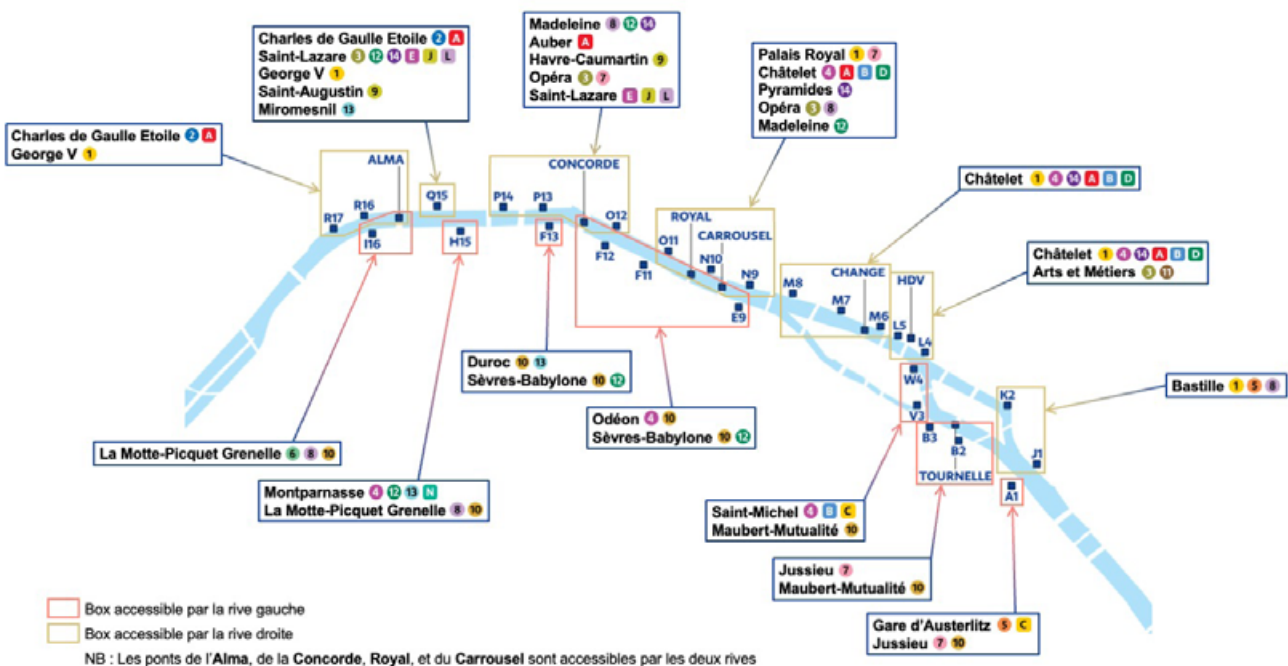 Charles de Gaulle Etoile 2 A
Saint-Lazare 3 12 14 E J L
George V 1
Saint-Augustin 9
Miromesnil 13
Madeleine 8 12 14
Auber A
Havre-Caumartin 9
Opéra 3 7
Saint-Lazare E J L
Palais Royal 1 7
Châtelet 4 A B D
Pyramides 14
Opéra 3 8
Madeleine 12
Charles de Gaulle Etoile 2 A
George V 1
Châtelet 1 4 14 A B D
Châtelet 1 4 14 A B D
Arts et Métiers 3 11
Bastille 1 5 8
ALMA
CONCORDE
ROYAL
CARROUSEL
CHANGE
HDV
R17
R16
I16
Q15
H15
P14
P13
F13
O12
F12
F11
O11
N10
N9
E9
M8
M7
M6
L5
L4
W4
V3
B3
B2
TOURNELLE
K2
J1
A1
Duroc 10 13
Sèvres-Babylone 10 12
Odéon 4 10
Sèvres-Babylone 10 12
La Motte-Picquet Grenelle 6 8 10
Montparnasse 4 12 13 N
La Motte-Picquet Grenelle 8 10
Saint-Michel 4 B C
Maubert-Mutualité 10
Jussieu 7
Maubert-Mutualité 10
Gare d'Austerlitz 5 C
Jussieu 7 10
Box accessible par la rive gauche
Box accessible par la rive droite
NB : Les ponts de l'Alma, de la Concorde, Royal, et du Carrousel sont accessibles par les deux rives